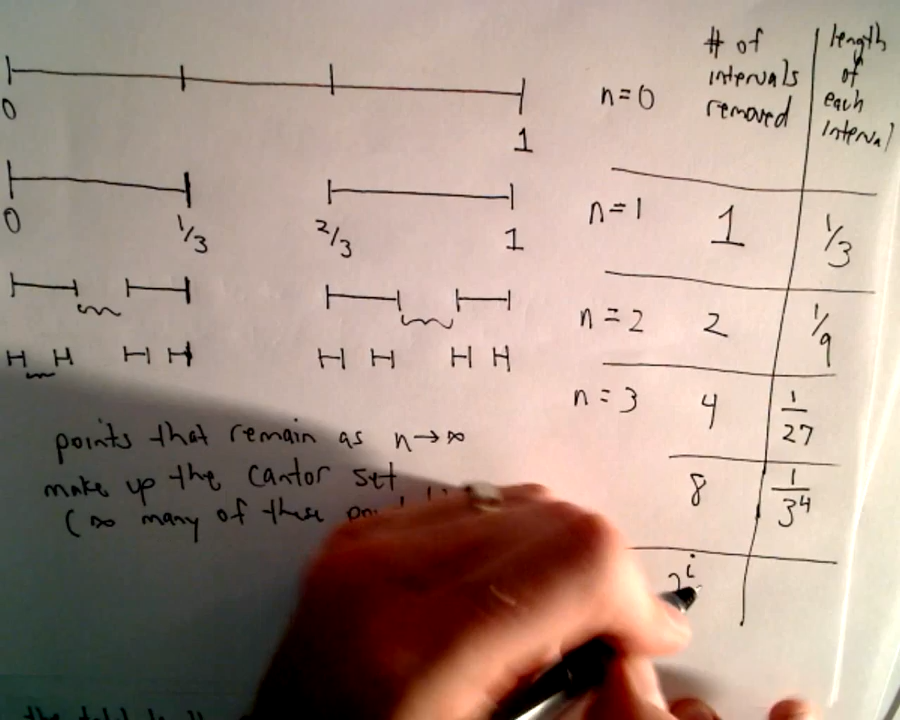 0
1
0
1/3
2/3
1
points that remain as n→∞
make up the cantor set
(∞ many of these
# of
intervals
removed
length
of
each
interval
n=0
n=1 1 1/3
n=2 2 1/9
n=3 4 1/27
8 1/3⁴
2ⁱ